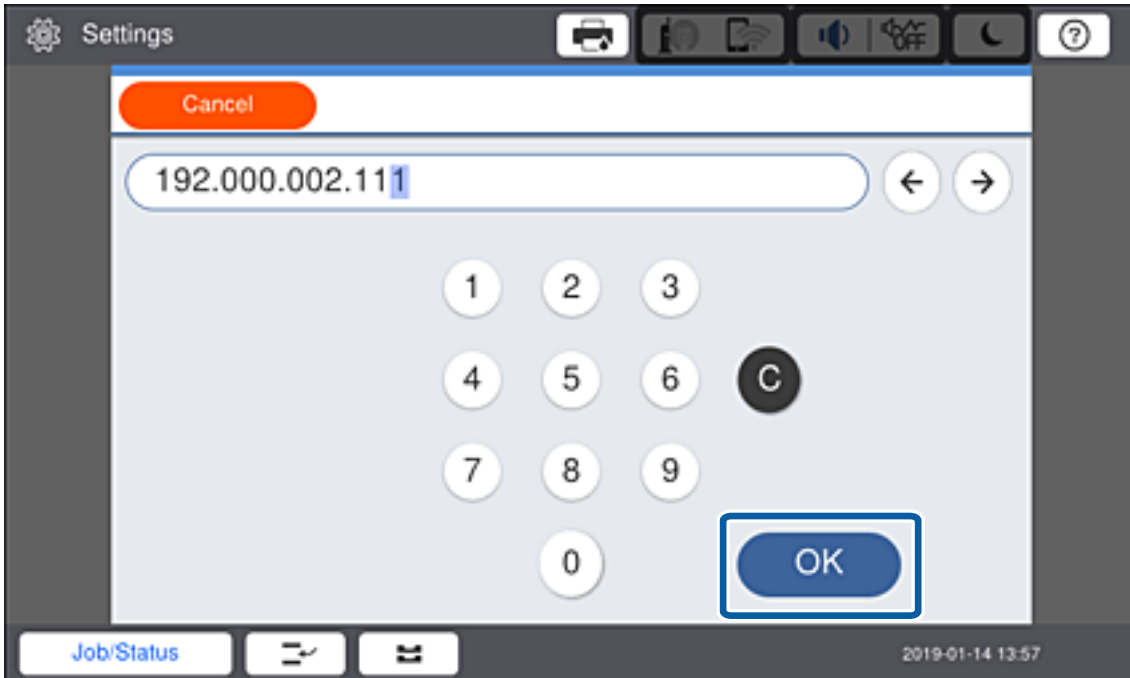 Settings
OFF
?
Cancel
192.000.002.111
← →
1 2 3
4 5 6 C
7 8 9
0 OK
Job/Status 2019-01-14 13:57